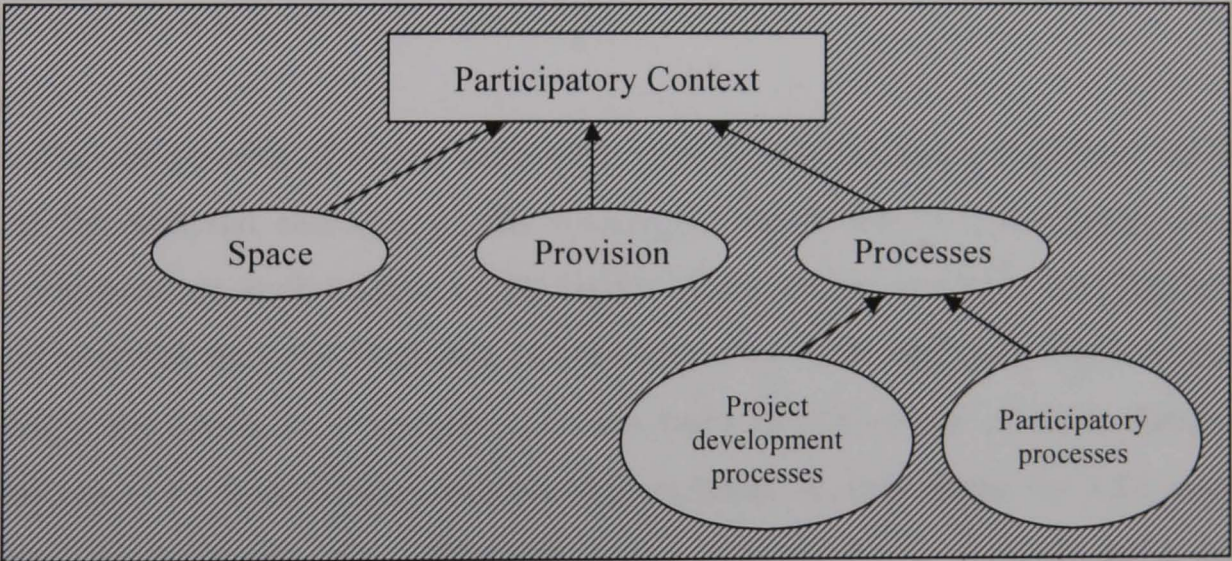 Participatory Context
Space
Provision
Processes
Project
development
processes
Participatory
processes